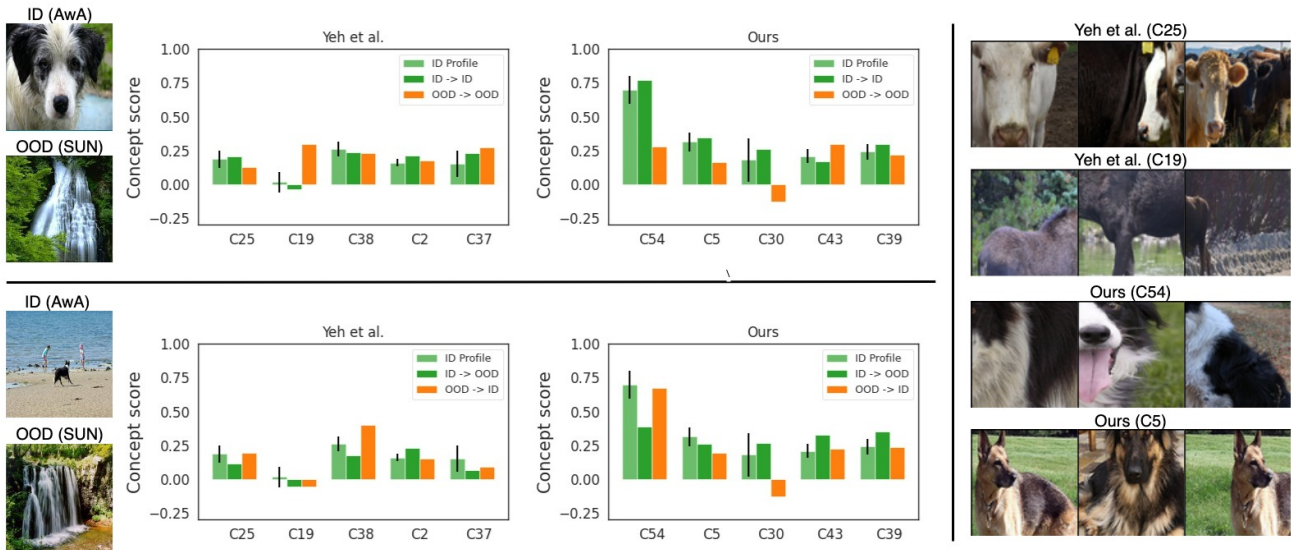 ID (AwA)
OOD (SUN)
Yeh et al.
Concept score
1.00
0.75
0.50
0.25
0.00
−0.25
ID Profile
ID -> ID
OOD -> OOD
C25 C19 C38 C2 C37
Ours
Concept score
1.00
0.75
0.50
0.25
0.00
−0.25
ID Profile
ID -> ID
OOD -> OOD
C54 C5 C30 C43 C39
\
ID (AwA)
OOD (SUN)
Yeh et al.
Concept score
1.00
0.75
0.50
0.25
0.00
−0.25
ID Profile
ID -> OOD
OOD -> ID
C25 C19 C38 C2 C37
Ours
Concept score
1.00
0.75
0.50
0.25
0.00
−0.25
ID Profile
ID -> OOD
OOD -> ID
C54 C5 C30 C43 C39
Yeh et al. (C25)
Yeh et al. (C19)
Ours (C54)
Ours (C5)